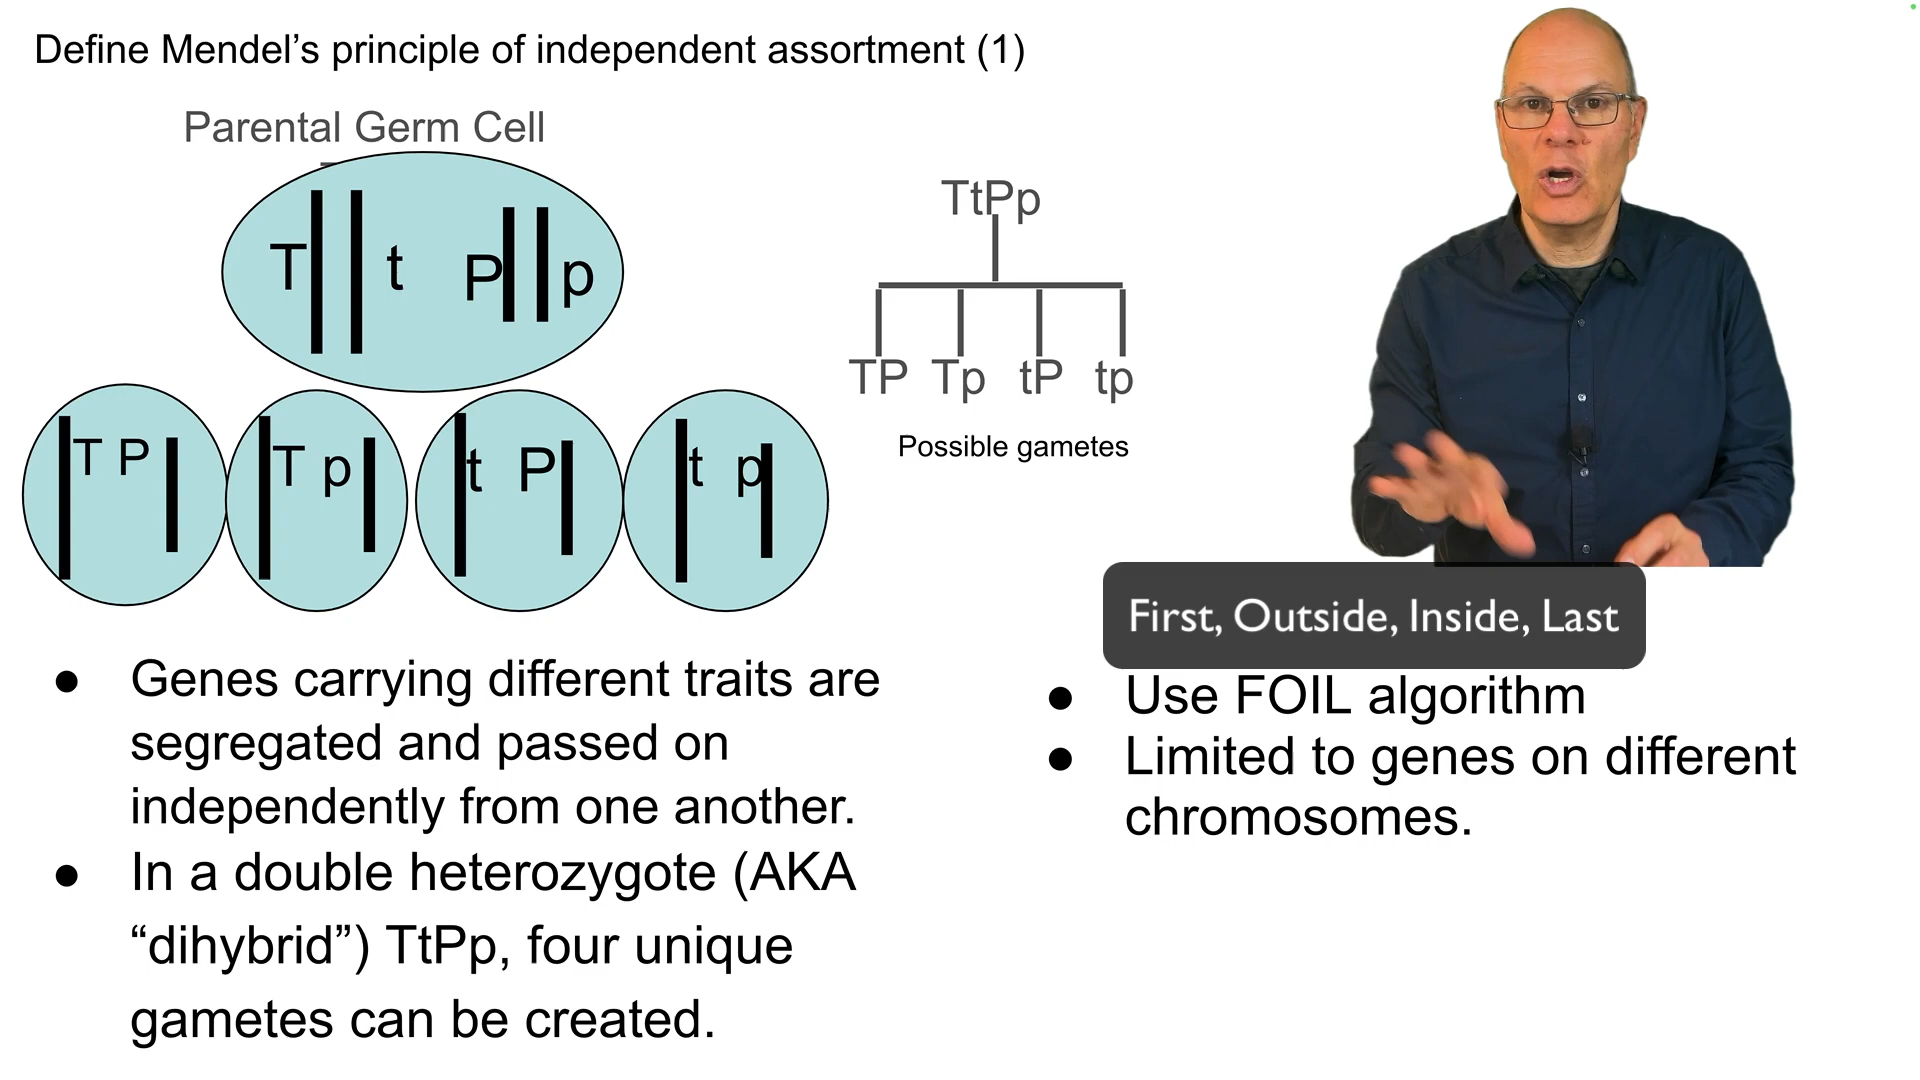 Define Mendel’s principle of independent assortment (1)
Parental Germ Cell
T t P p
T P
T p
t P
t p
TtPp
TP Tp tP tp
Possible gametes
First, Outside, Inside, Last
● Genes carrying different traits are
segregated and passed on
independently from one another.
● In a double heterozygote (AKA
“dihybrid”) TtPp, four unique
gametes can be created.
● Use FOIL algorithm
● Limited to genes on different
chromosomes.